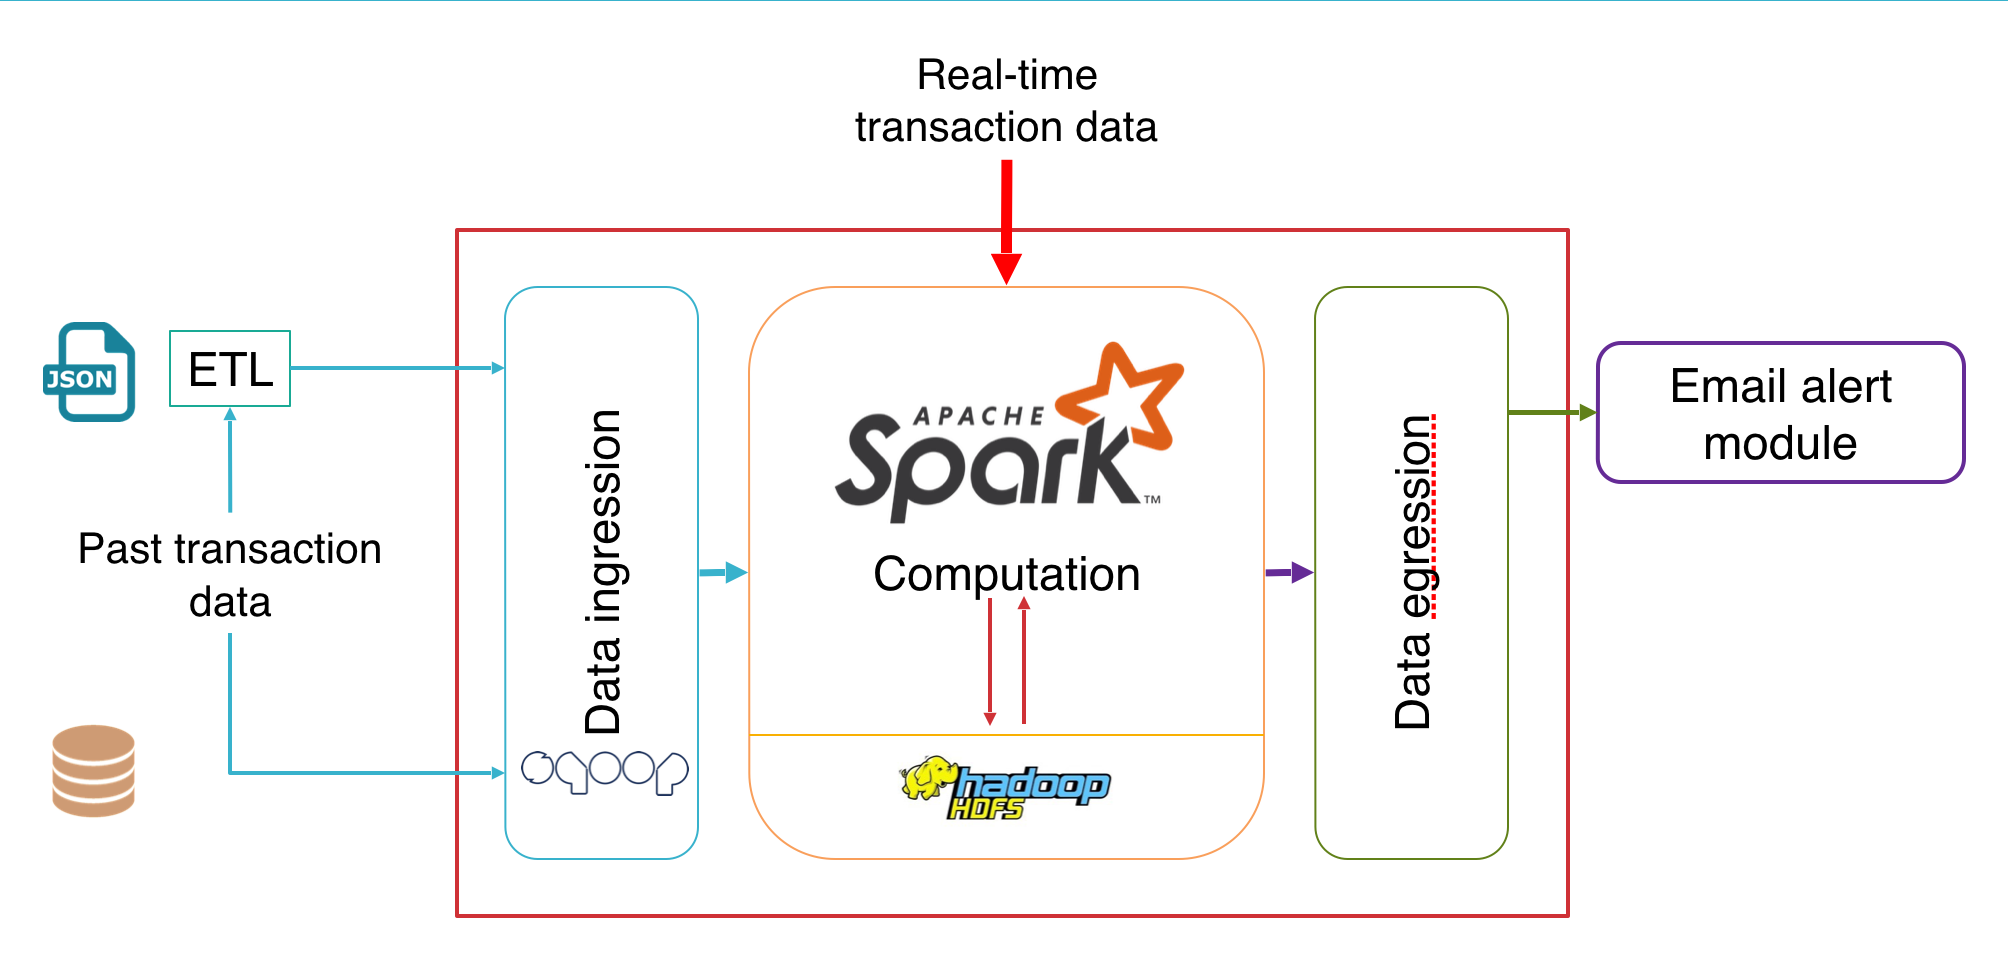 Real-time
transaction data
JSON
ETL
Past transaction
data
Data ingression
sqoop
APACHE
Spark™
Computation
hadoop
HDFS
Data egression
Email alert
module